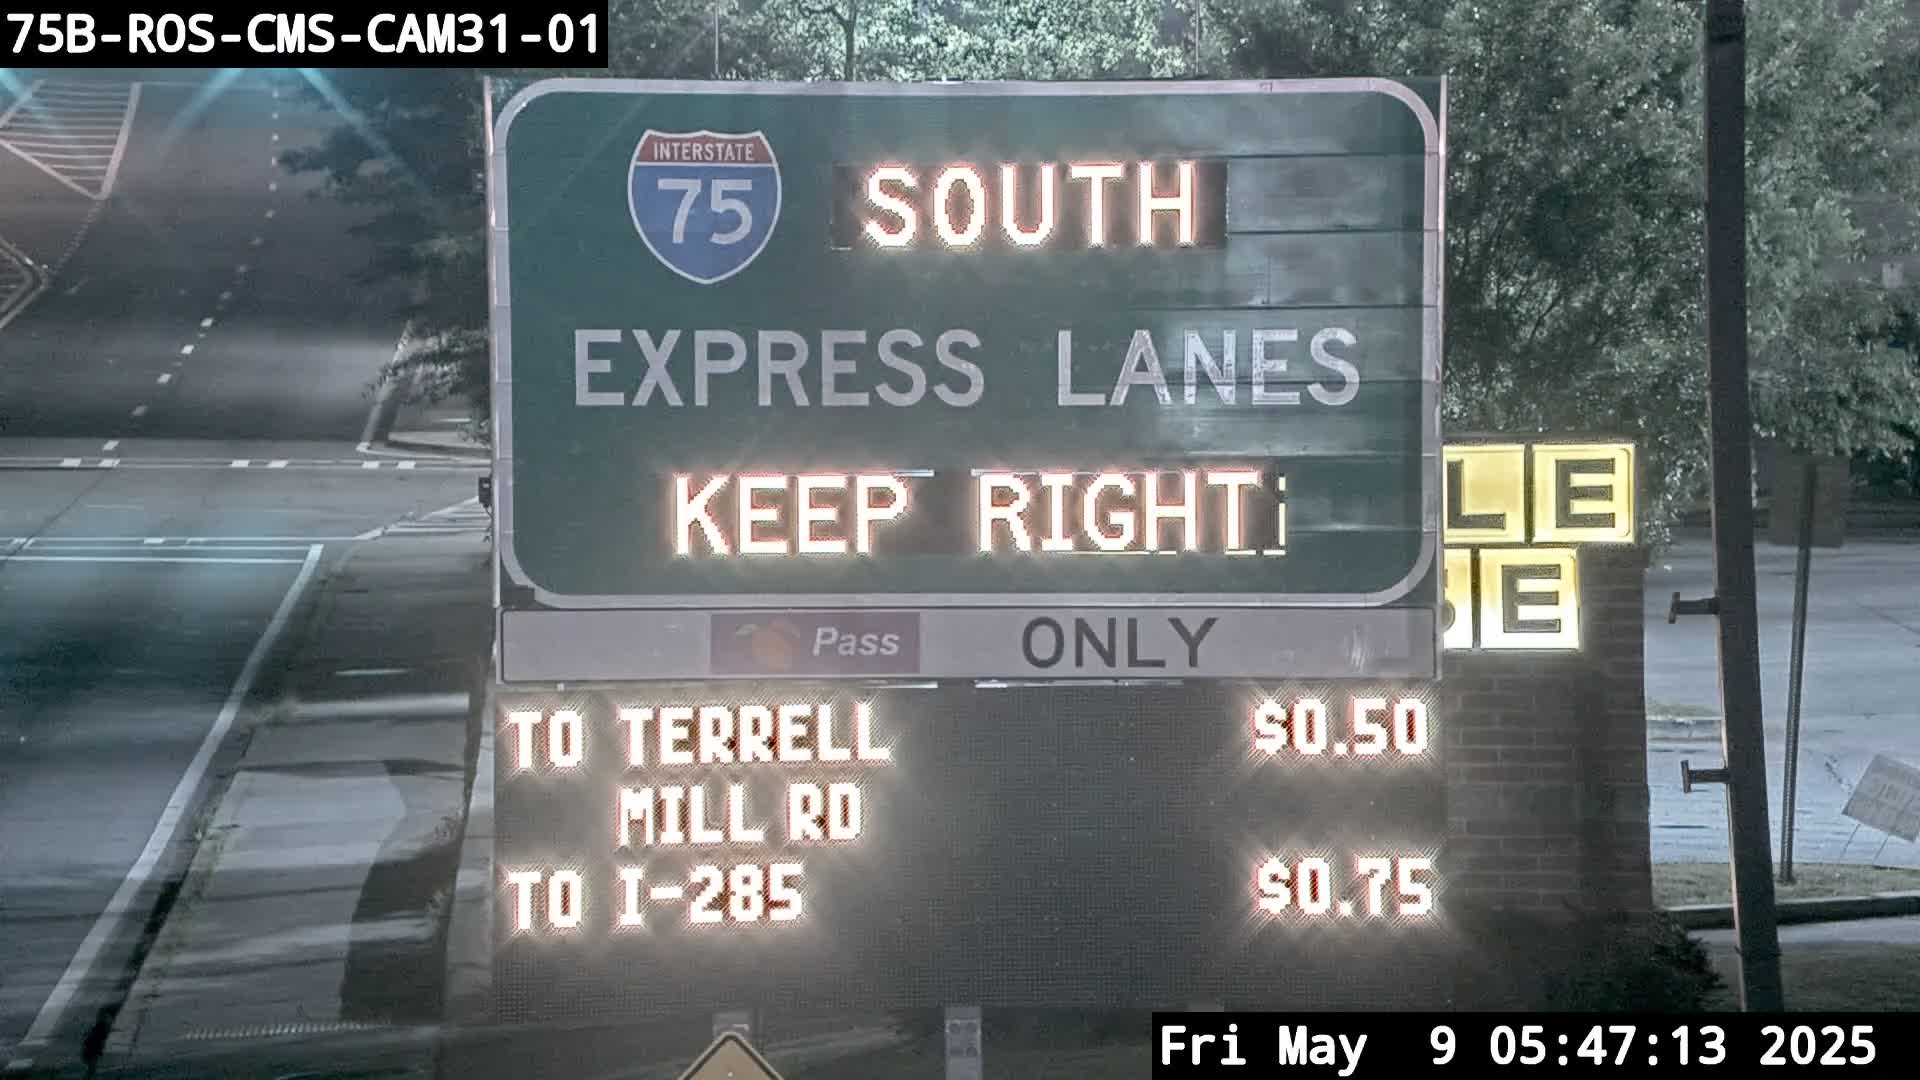 75B-ROS-CMS-CAM31-01
INTERSTATE
75
SOUTH
EXPRESS LANES
KEEP RIGHT
Pass ONLY
TO TERRELL $0.50
MILL RD
TO I-285 $0.75
LE
E
Fri May 9 05:47:13 2025